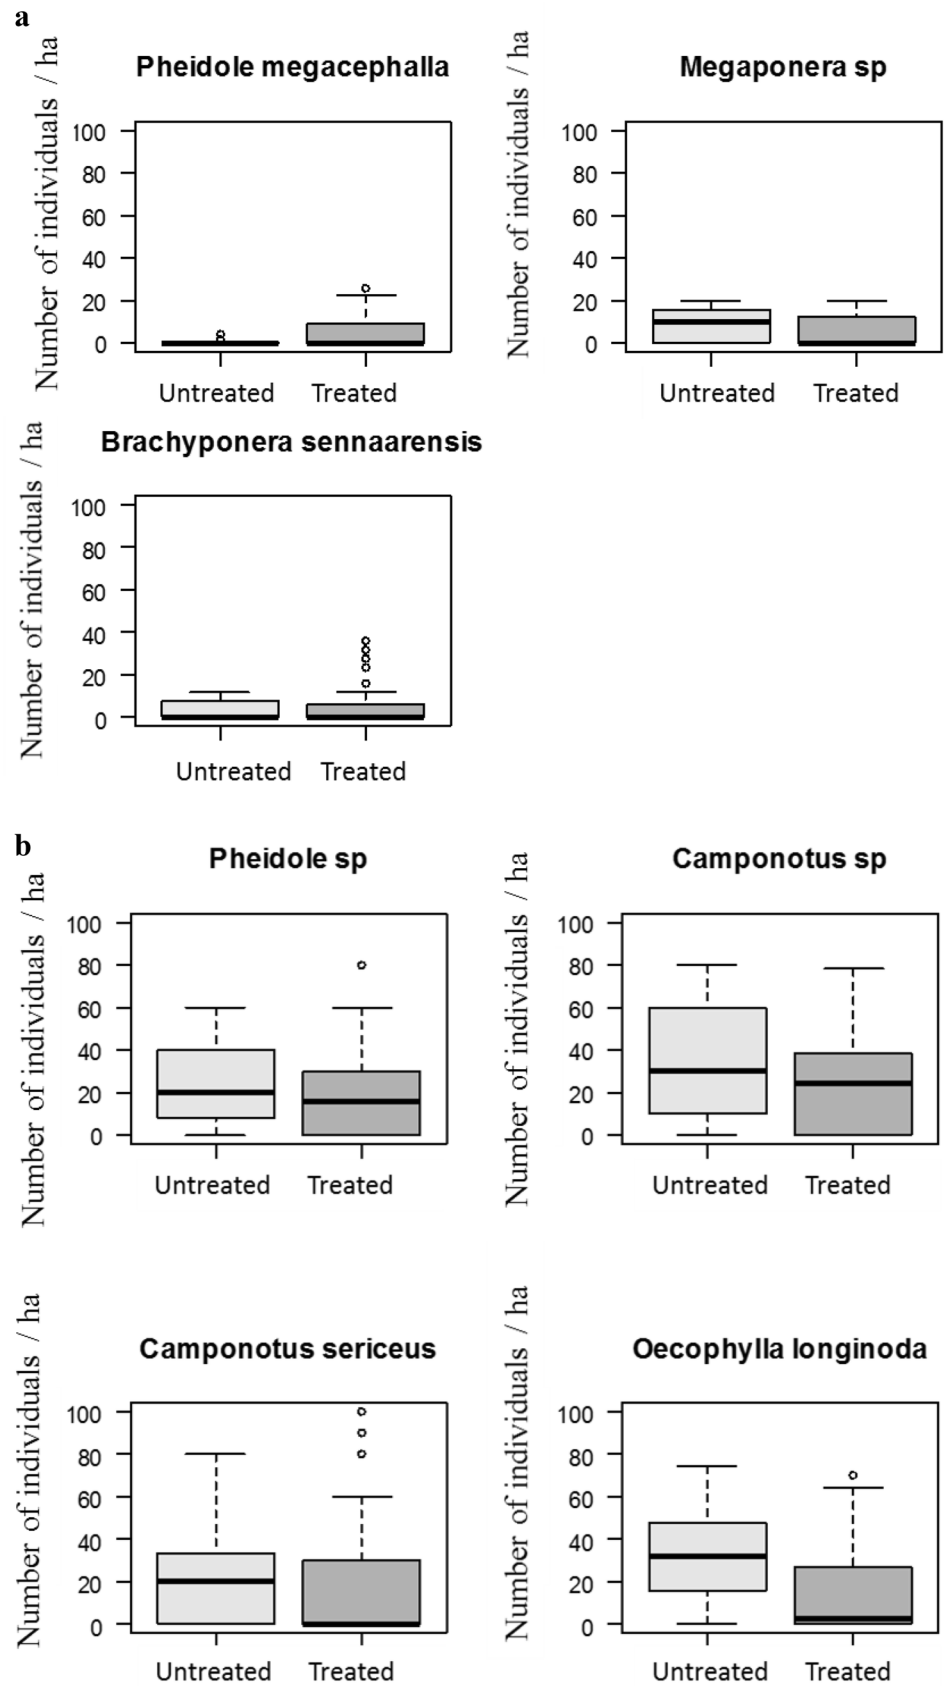 a
Pheidole megacephalla
Number of individuals / ha
100
80
60
40
20
0
Untreated Treated
Megaponera sp
Number of individuals / ha
100
80
60
40
20
0
Untreated Treated
Brachyponera sennaarensis
Number of individuals / ha
100
80
60
40
20
0
Untreated Treated
b
Pheidole sp
Number of individuals / ha
100
80
60
40
20
0
Untreated Treated
Camponotus sp
Number of individuals / ha
100
80
60
40
20
0
Untreated Treated
Camponotus sericeus
Number of individuals / ha
100
80
60
40
20
0
Untreated Treated
Oecophylla longinoda
Number of individuals / ha
100
80
60
40
20
0
Untreated Treated